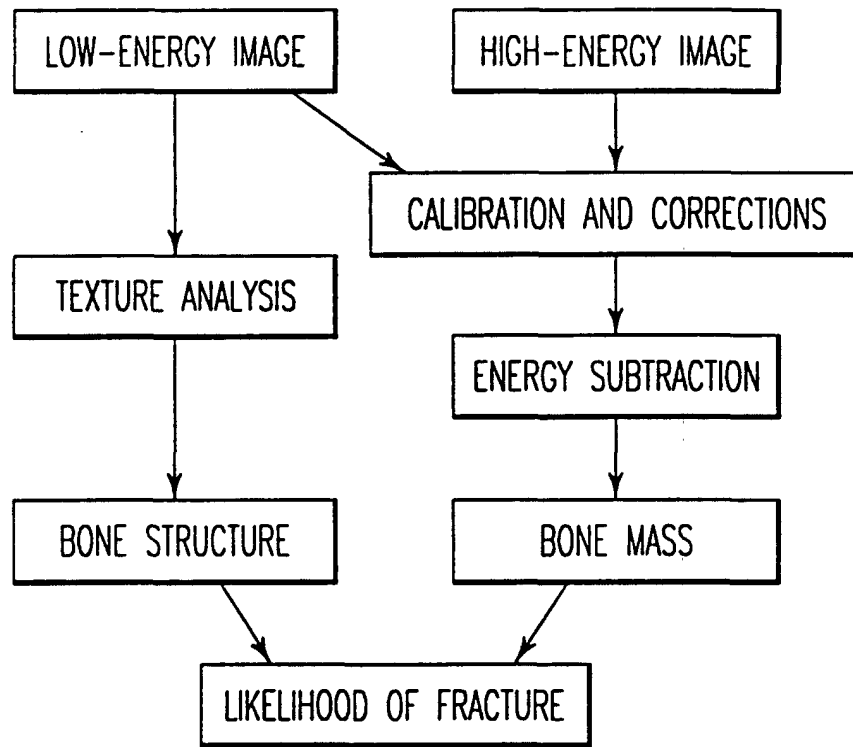 LOW-ENERGY IMAGE
HIGH-ENERGY IMAGE
CALIBRATION AND CORRECTIONS
TEXTURE ANALYSIS
ENERGY SUBTRACTION
BONE STRUCTURE
BONE MASS
LIKELIHOOD OF FRACTURE